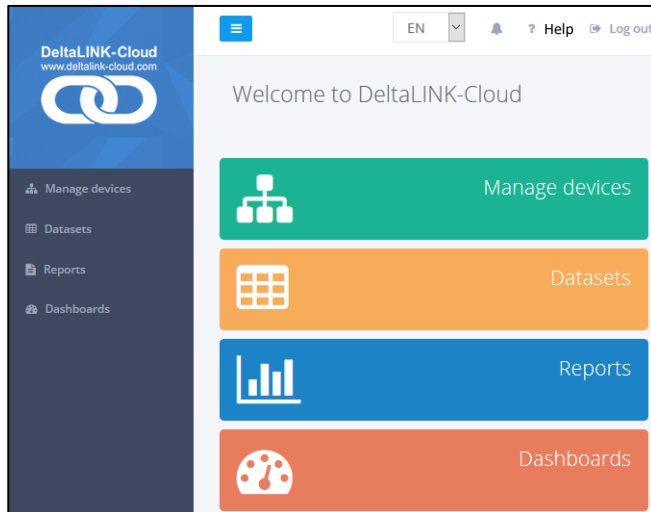 DeltaLINK-Cloud
www.deltalink-cloud.com
EN
? Help
Log out
Welcome to DeltaLINK-Cloud
Manage devices
Datasets
Reports
Dashboards
Manage devices
Datasets
Reports
Dashboards